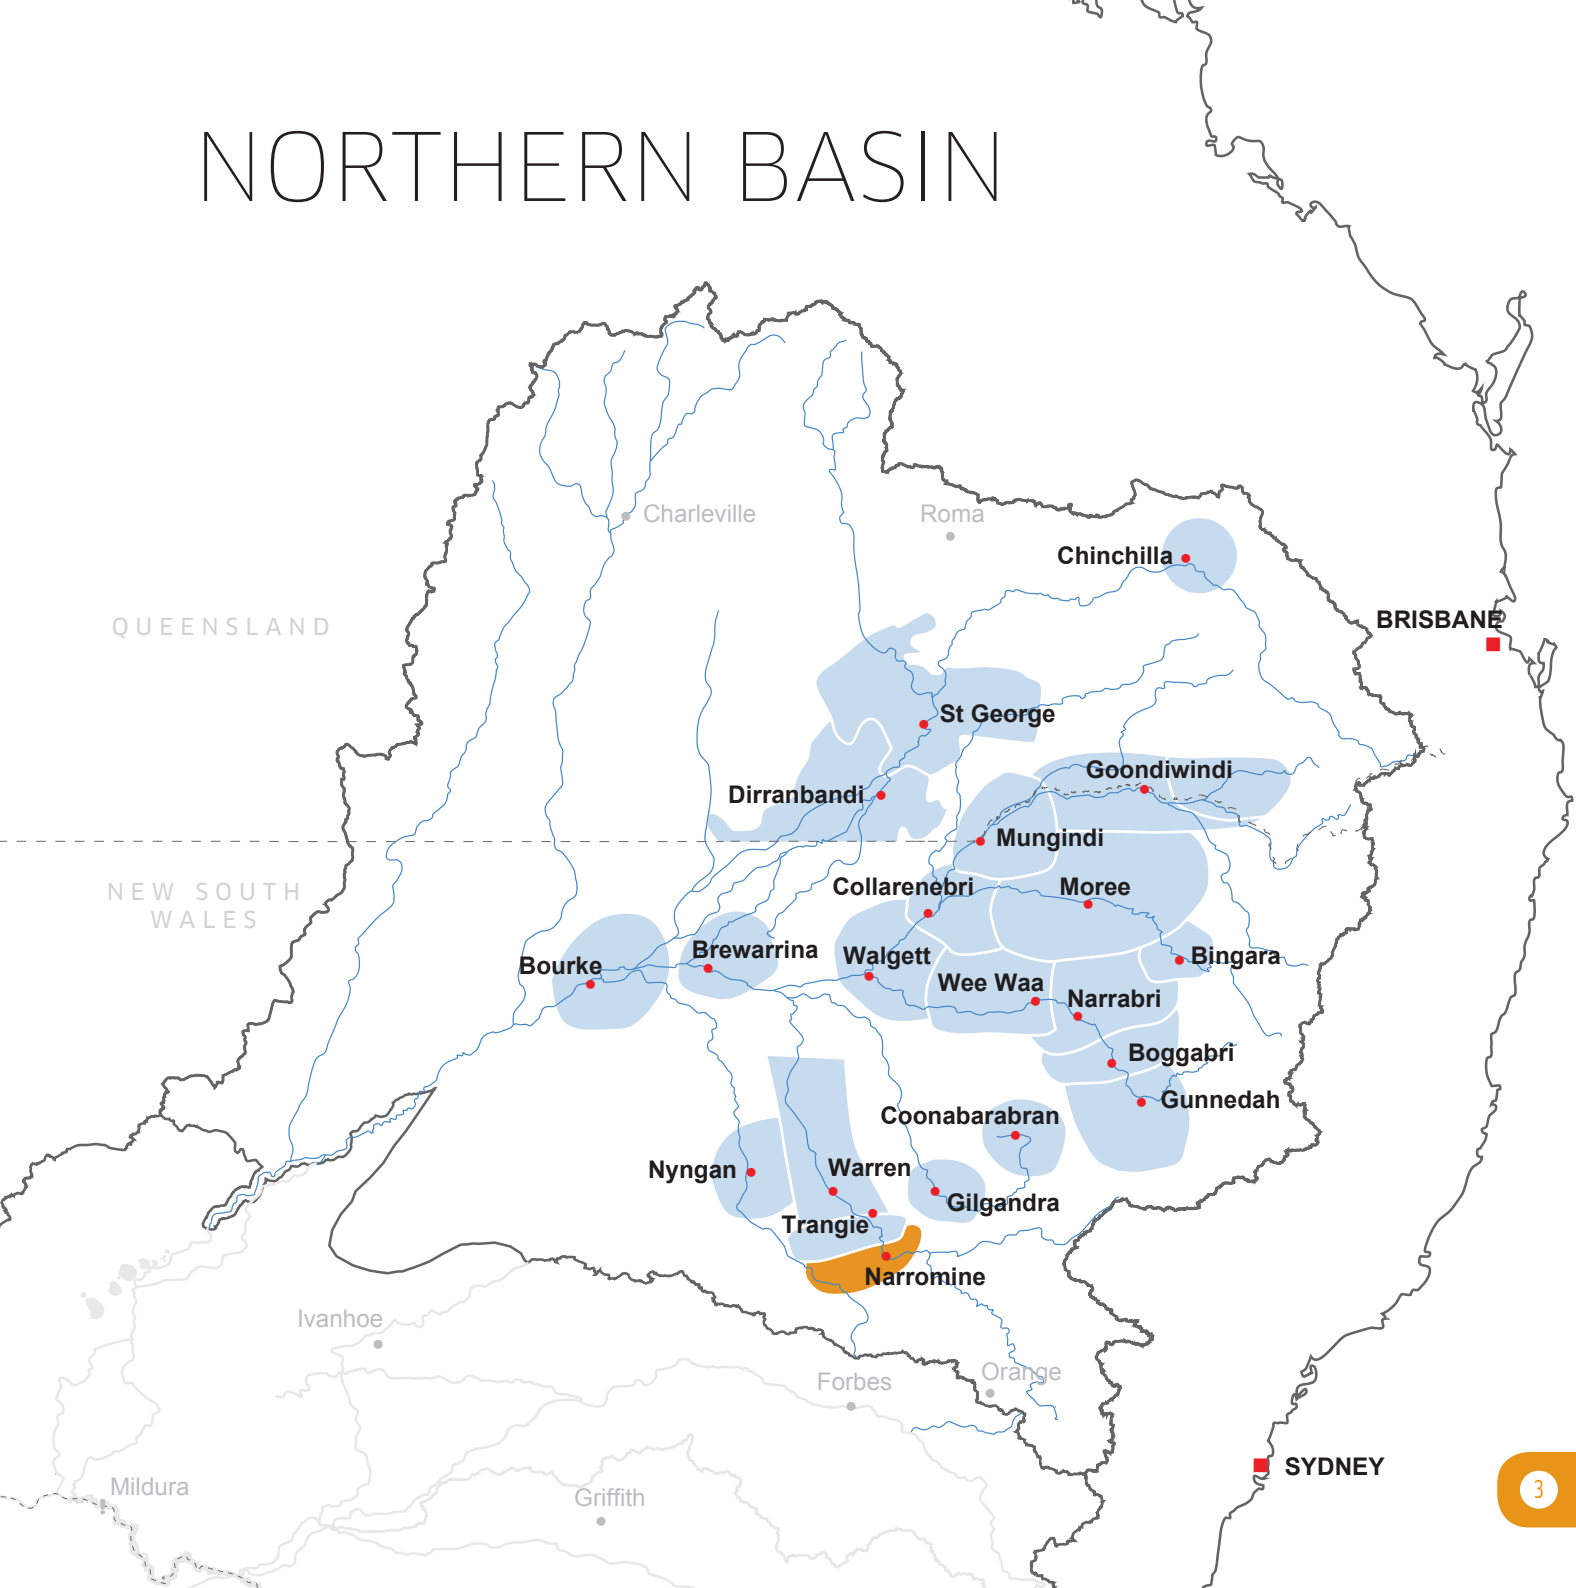 NORTHERN BASIN
Charleville
Roma
Chinchilla
QUEENSLAND
BRISBANE
St George
Goondiwindi
Dirranbandi
Mungindi
NEW SOUTH
WALES
Collarenebri
Moree
Brewarrina
Walgett
Bingara
Bourke
Wee Waa
Narrabri
Boggabri
Gunnedah
Coonabarabran
Nyngan
Warren
Gilgandra
Trangie
Narromine
Ivanhoe
Forbes
Orange
SYDNEY
Mildura
Griffith
3